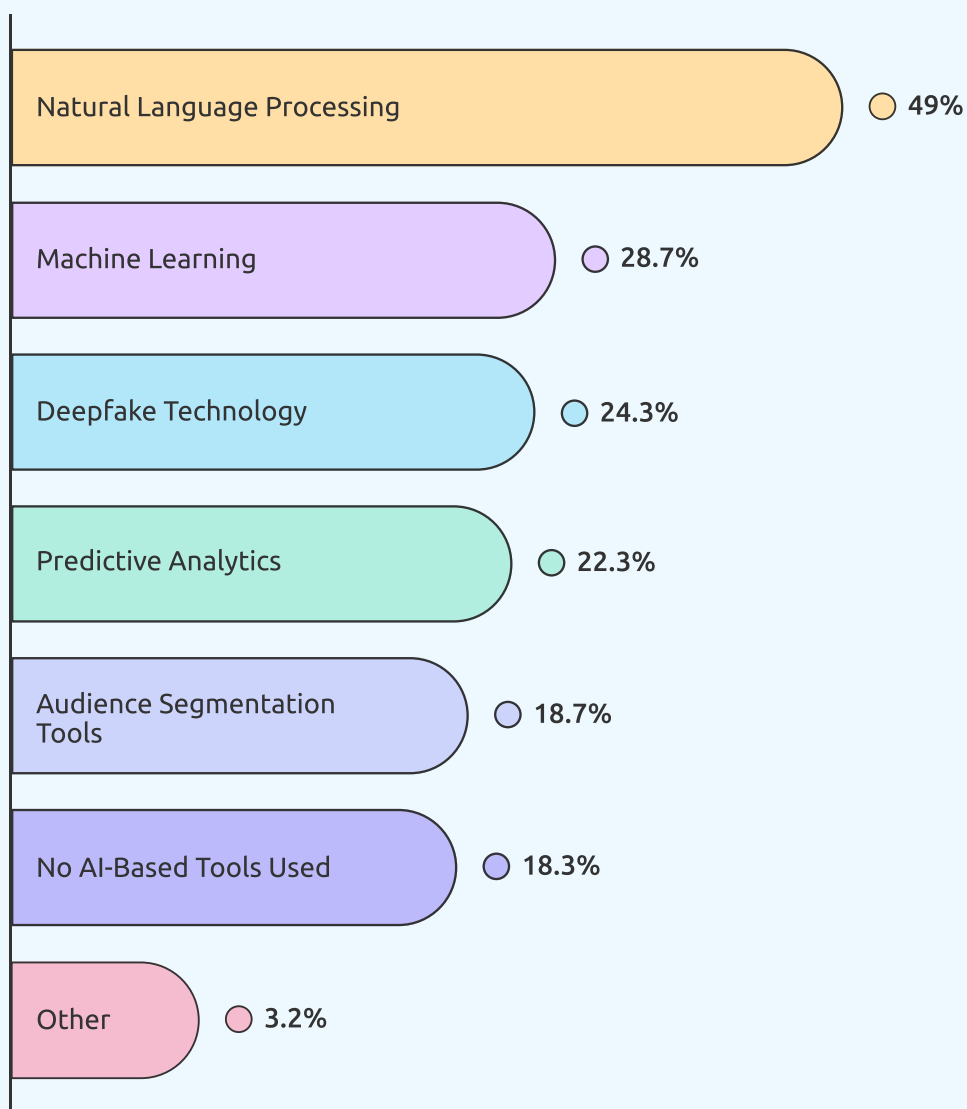 Natural Language Processing 49%
Machine Learning 28.7%
Deepfake Technology 24.3%
Predictive Analytics 22.3%
Audience Segmentation
Tools 18.7%
No AI-Based Tools Used 18.3%
Other 3.2%